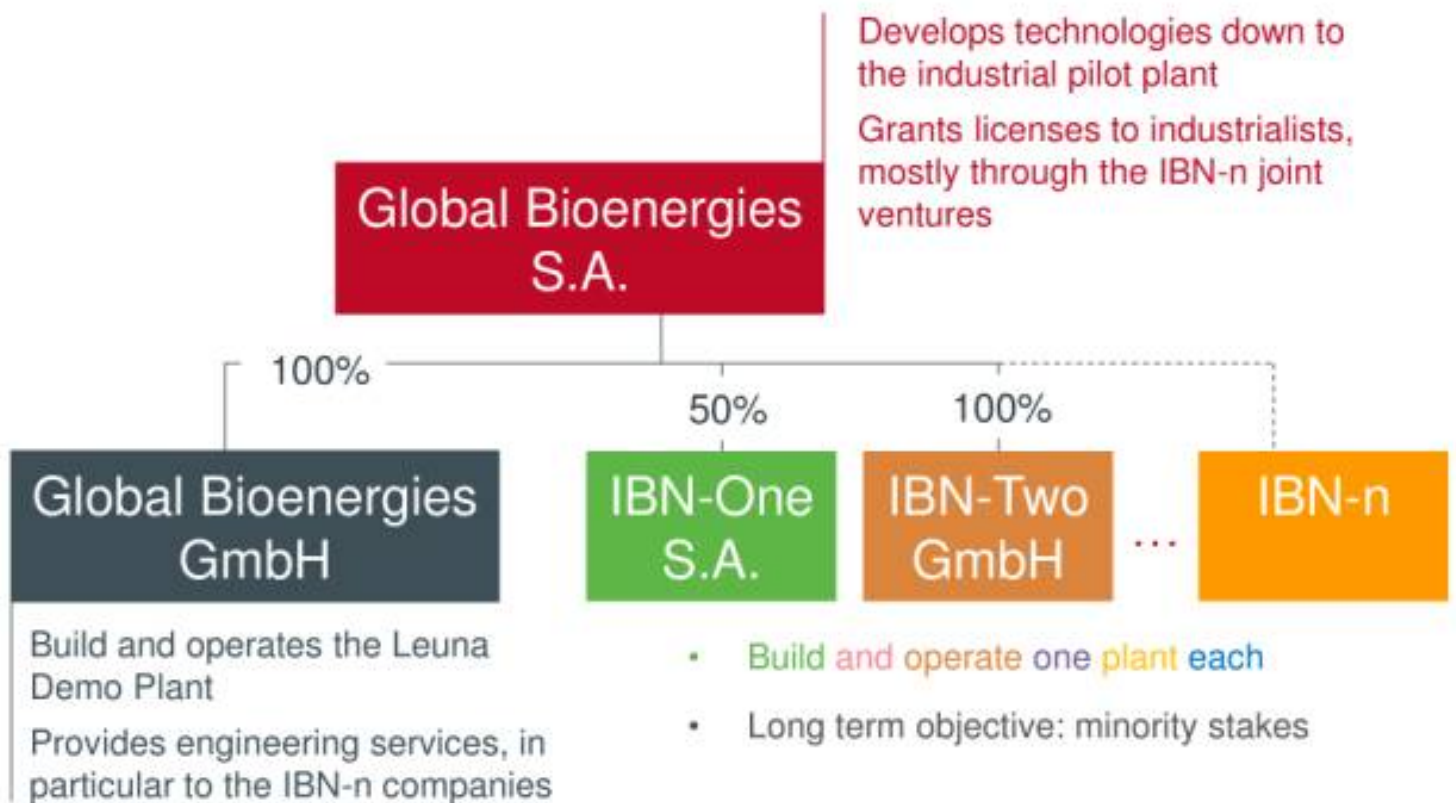 Develops technologies down to
the industrial pilot plant
Grants licenses to industrialists,
mostly through the IBN-n joint
ventures
Global Bioenergies
S.A.
100%
50%
100%
Global Bioenergies
GmbH
IBN-One
S.A.
IBN-Two
GmbH
...
IBN-n
Build and operates the Leuna
Demo Plant
Provides engineering services, in
particular to the IBN-n companies
• Build and operate one plant each
• Long term objective: minority stakes